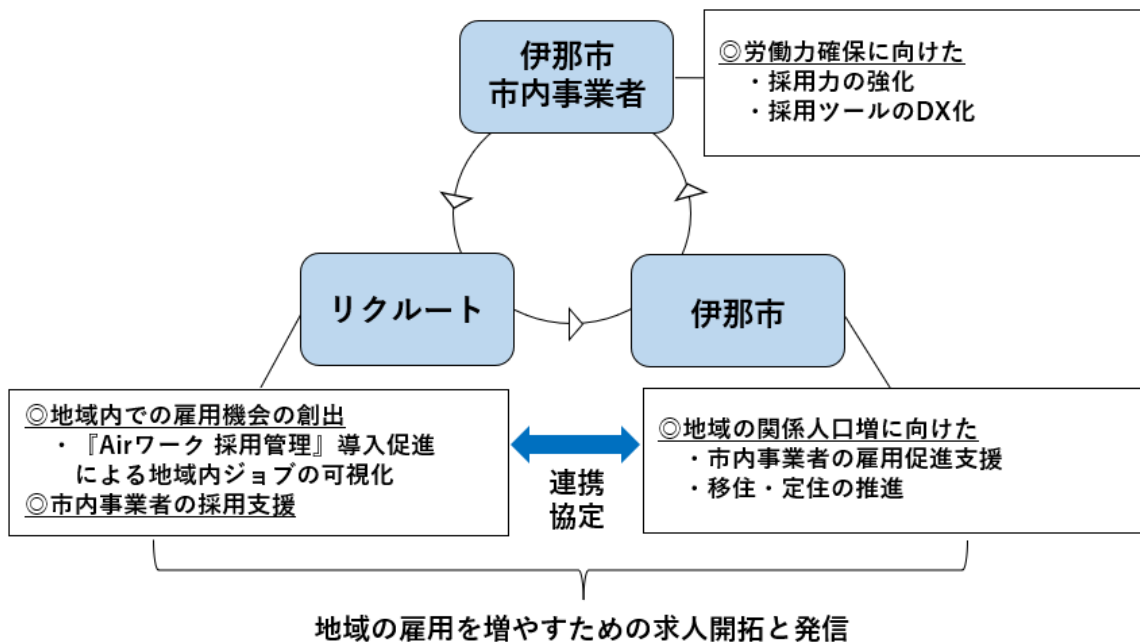 伊那市
市内事業者
◎労働力確保に向けた
・採用力の強化
・採用ツールのDX化
リクルート
伊那市
◎地域内での雇用機会の創出
・『Airワーク 採用管理』導入促進
による地域内ジョブの可視化
◎市内事業者の採用支援
連携
協定
◎地域の関係人口増に向けた
・市内事業者の雇用促進支援
・移住・定住の推進
地域の雇用を増やすための求人開拓と発信